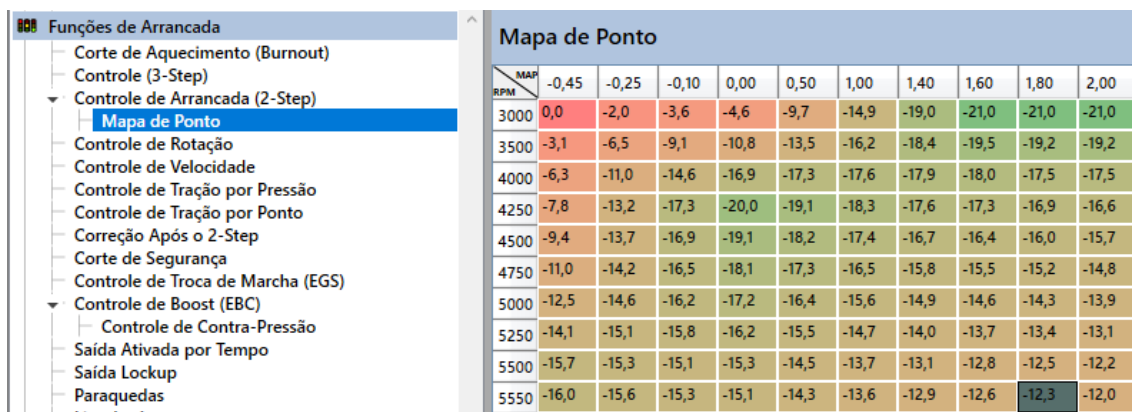 Funções de Arrancada
Corte de Aquecimento (Burnout)
Controle (3-Step)
Controle de Arrancada (2-Step)
Mapa de Ponto
Controle de Rotação
Controle de Velocidade
Controle de Tração por Pressão
Controle de Tração por Ponto
Correção Após o 2-Step
Corte de Segurança
Controle de Troca de Marcha (EGS)
Controle de Boost (EBC)
Controle de Contra-Pressão
Saída Ativada por Tempo
Saída Lockup
Paraquedas
Mapa de Ponto
RPM MAP -0,45 -0,25 -0,10 0,00 0,50 1,00 1,40 1,60 1,80 2,00
3000 0,0 -2,0 -3,6 -4,6 -9,7 -14,9 -19,0 -21,0 -21,0 -21,0
3500 -3,1 -6,5 -9,1 -10,8 -13,5 -16,2 -18,4 -19,5 -19,2 -19,2
4000 -6,3 -11,0 -14,6 -16,9 -17,3 -17,6 -17,9 -18,0 -17,5 -17,5
4250 -7,8 -13,2 -17,3 -20,0 -19,1 -18,3 -17,6 -17,3 -16,9 -16,6
4500 -9,4 -13,7 -16,9 -19,1 -18,2 -17,4 -16,7 -16,4 -16,0 -15,7
4750 -11,0 -14,2 -16,5 -18,1 -17,3 -16,5 -15,8 -15,5 -15,2 -14,8
5000 -12,5 -14,6 -16,2 -17,2 -16,4 -15,6 -14,9 -14,6 -14,3 -13,9
5250 -14,1 -15,1 -15,8 -16,2 -15,5 -14,7 -14,0 -13,7 -13,4 -13,1
5500 -15,7 -15,3 -15,1 -15,3 -14,5 -13,7 -13,1 -12,8 -12,5 -12,2
5550 -16,0 -15,6 -15,3 -15,1 -14,3 -13,6 -12,9 -12,6 -12,3 -12,0